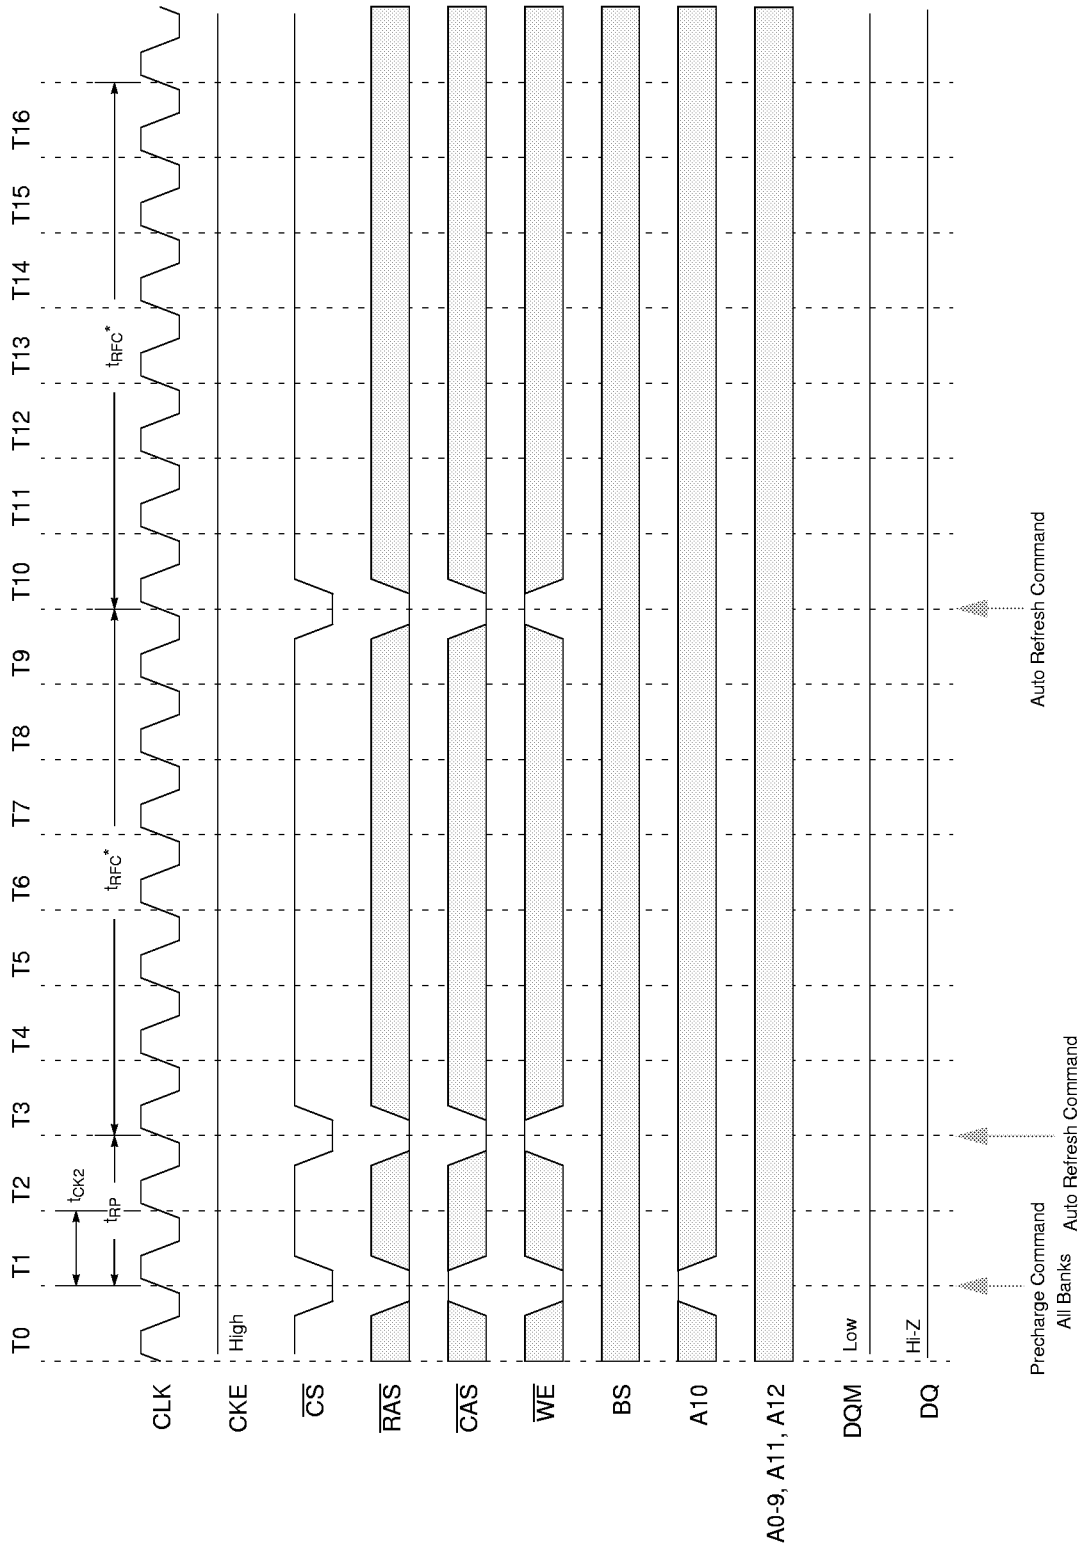 T0 T1 T2 T3 T4 T5 T6 T7 T8 T9 T10 T11 T12 T13 T14 T15 T16
tCK2
tRP
tRFC*
tRFC*
CLK
CKE
High
CS
RAS
CAS
WE
BS
A10
A0-9, A11, A12
DQM
Low
DQ
Hi-Z
Precharge Command
All Banks
Auto Refresh Command
Auto Refresh Command